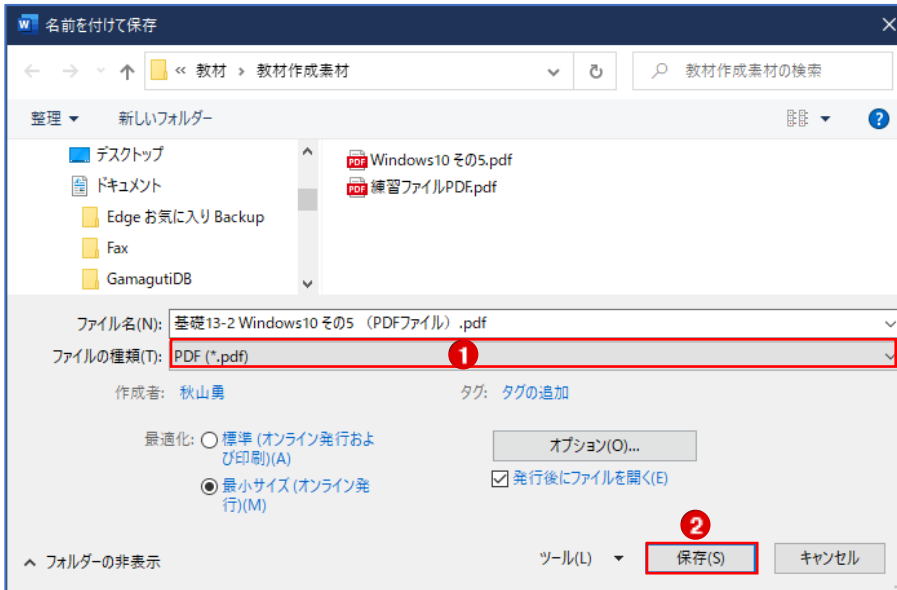 名前を付けて保存
« 教材 › 教材作成素材
教材作成素材の検索
整理
新しいフォルダー
デスクトップ
ドキュメント
Edge お気に入り Backup
Fax
GamagutiDB
PDF Windows10 その5.pdf
PDF 練習ファイルPDF.pdf
ファイル名(N): 基礎13-2 Windows10 その5 （PDFファイル）.pdf
ファイルの種類(T): PDF (*.pdf)
1
作成者: 秋山勇
タグ: タグの追加
最適化: 標準 (オンライン発行およ
び印刷)(A)
最小サイズ (オンライン発
行)(M)
オプション(O)...
発行後にファイルを開く(E)
2
フォルダーの非表示
ツール(L)
保存(S)
キャンセル